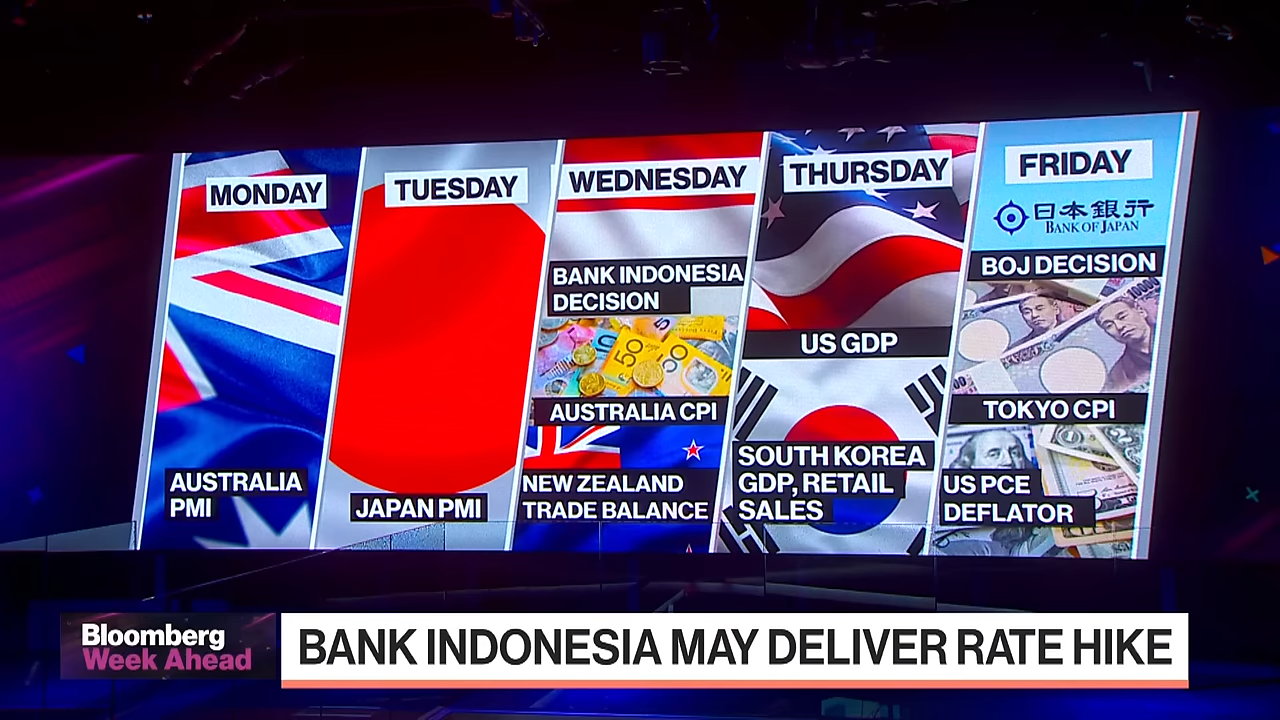 MONDAY
AUSTRALIA
PMI
TUESDAY
JAPAN PMI
WEDNESDAY
BANK INDONESIA
DECISION
AUSTRALIA CPI
NEW ZEALAND
TRADE BALANCE
THURSDAY
US GDP
SOUTH KOREA
GDP, RETAIL
SALES
FRIDAY
日本銀行
BANK OF JAPAN
BOJ DECISION
TOKYO CPI
US PCE
DEFLATOR
Bloomberg
Week Ahead
BANK INDONESIA MAY DELIVER RATE HIKE